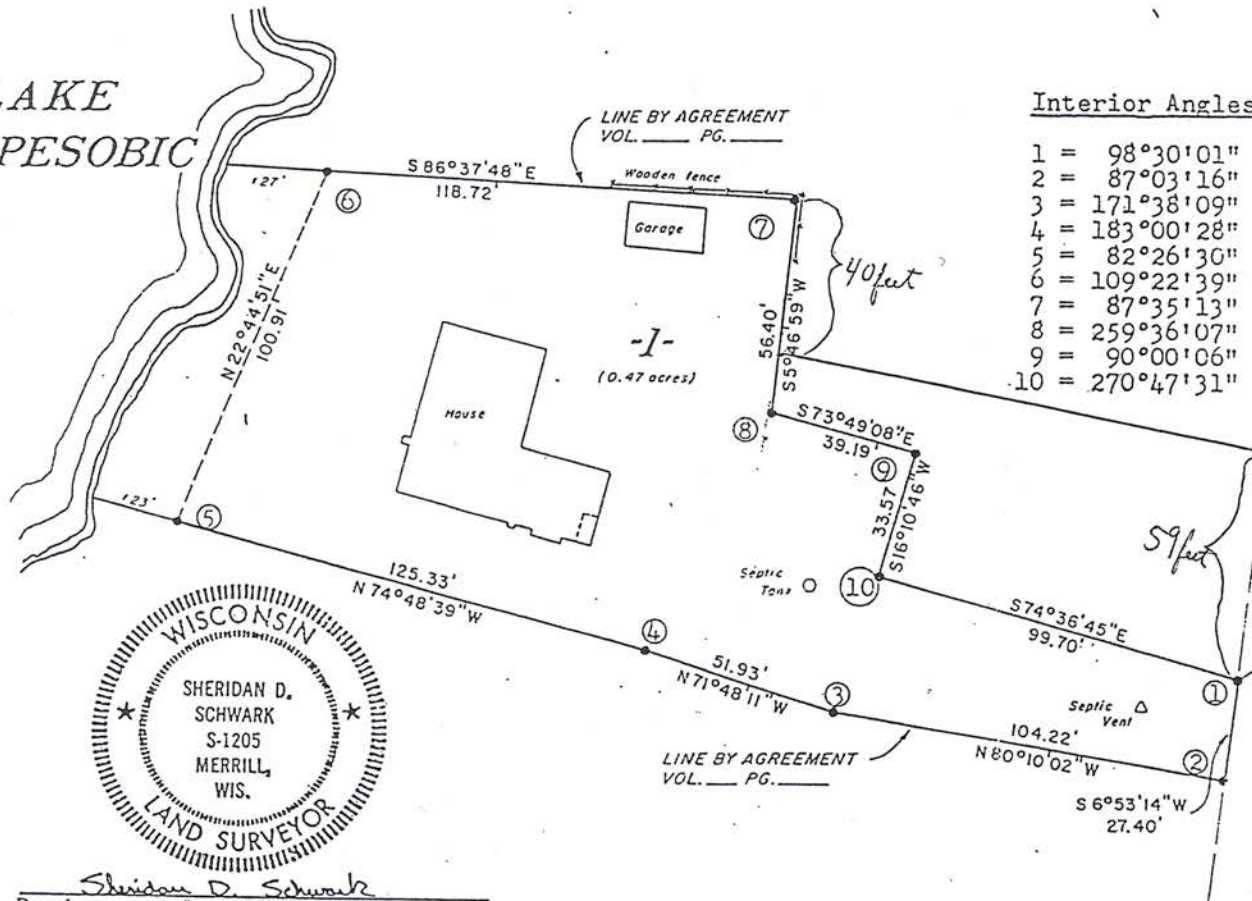 LAKE
PESOBIC
LINE BY AGREEMENT
VOL. ____ PG. ____
S 86°37'48" E
118.72'
Wooden fence
±27'
6
Garage
7
40 feet
Interior Angles
1 = 98°30'01"
2 = 87°03'16"
3 = 171°38'09"
4 = 183°00'28"
5 = 82°26'30"
6 = 109°22'39"
7 = 87°35'13"
8 = 259°36'07"
9 = 90°00'06"
10 = 270°47'31"
N 22°44'51" E
100.91'
-1-
(0.47 acres)
56.40'
S 5°46'59" W
House
8
S 73°49'08" E
39.19'
9
33.57
S 16°10'46" W
59 feet
±23'
5
125.33'
N 74°48'39" W
Septic
Tank
10
S 74°36'45" E
99.70'
4
51.93'
N 71°48'11" W
3
1
Septic
Vent
104.22'
N 80°10'02" W
2
LINE BY AGREEMENT
VOL. ____ PG. ____
S 6°53'14" W
27.40'
WISCONSIN
SHERIDAN D.
SCHWARK
S-1205
MERRILL,
WIS.
LAND SURVEYOR
Sheridan D. Schwark